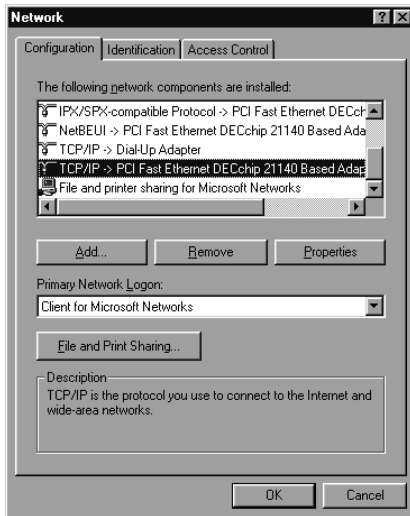 Network
Configuration Identification Access Control
The following network components are installed:
IPX/SPX-compatible Protocol -> PCI Fast Ethernet DECch
NetBEUI -> PCI Fast Ethernet DECchip 21140 Based Ada
TCP/IP -> Dial-Up Adapter
TCP/IP -> PCI Fast Ethernet DECchip 21140 Based Adap
File and printer sharing for Microsoft Networks
Add... Remove Properties
Primary Network Logon:
Client for Microsoft Networks
File and Print Sharing...
Description
TCP/IP is the protocol you use to connect to the Internet and
wide-area networks.
OK Cancel